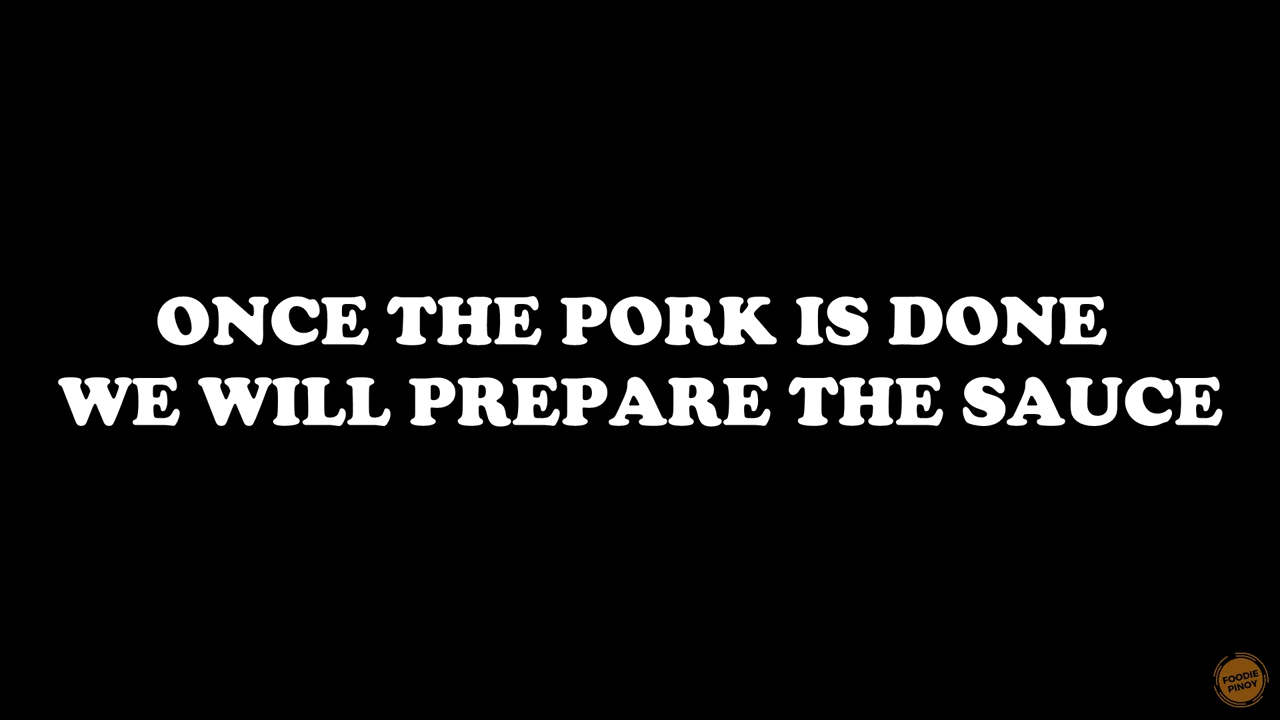 ONCE THE PORK IS DONE
WE WILL PREPARE THE SAUCE
FOODIE
PINOY